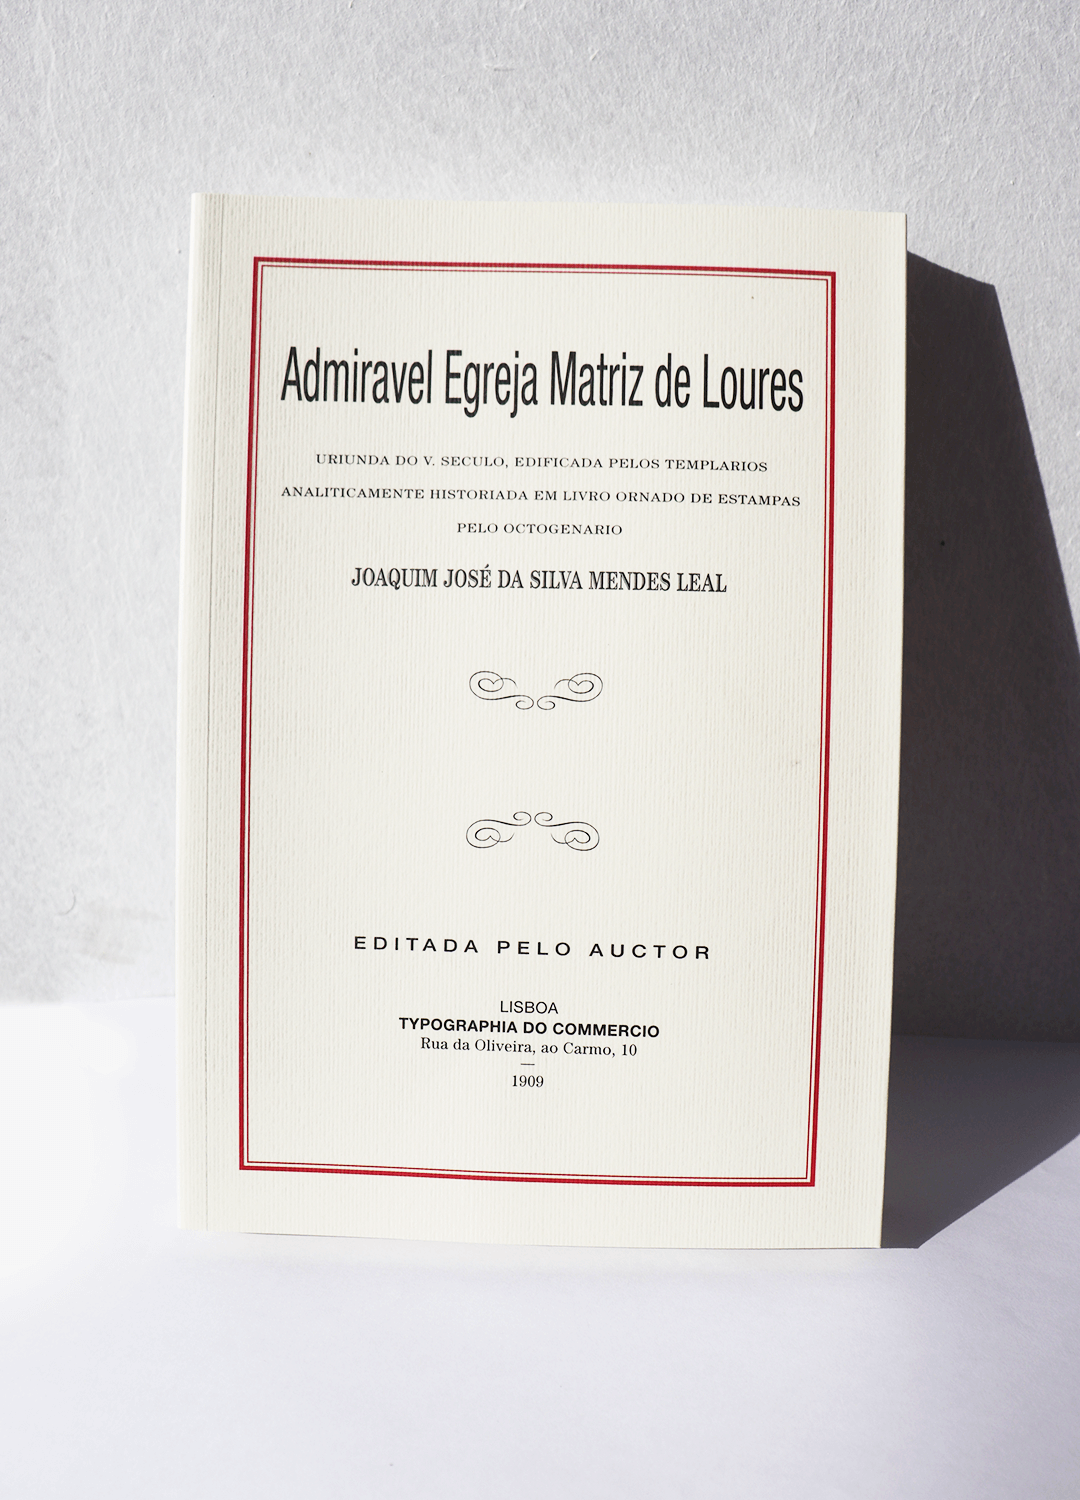 Admiravel Egreja Matriz de Loures
URIUNDA DO V. SECULO, EDIFICADA PELOS TEMPLARIOS
ANALITICAMENTE HISTORIADA EM LIVRO ORNADO DE ESTAMPAS
PELO OCTOGENARIO
JOAQUIM JOSÉ DA SILVA MENDES LEAL
EDITADA PELO AUCTOR
LISBOA
TYPOGRAPHIA DO COMMERCIO
Rua da Oliveira, ao Carmo, 10
—
1909